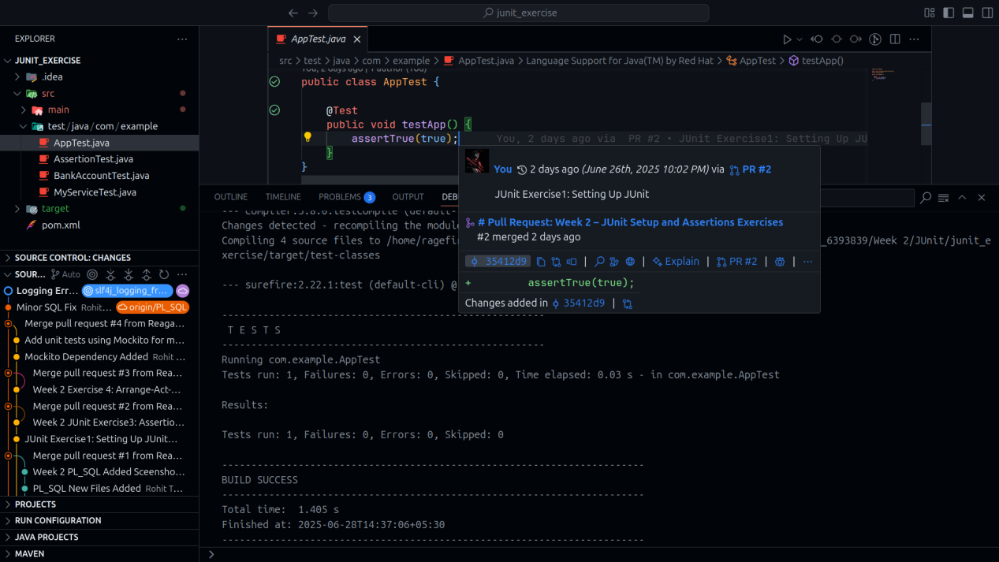 junit_exercise
EXPLORER
JUNIT_EXERCISE
.idea
src
main
test/java/com/example
AppTest.java
AssertionTest.java
BankAccountTest.java
MyServiceTest.java
target
pom.xml
SOURCE CONTROL: CHANGES
SOUR... Auto
Logging Err... slf4j_logging_fr...
Minor SQL Fix Rohit... origin/PL_SQL
Merge pull request #4 from Reaga...
Add unit tests using Mockito for m...
Mockito Dependency Added Rohit ...
Merge pull request #3 from Rea...
Week 2 Exercise 4: Arrange-Act-...
Merge pull request #2 from Rea...
Week 2 JUnit Exercise3: Assertio...
JUnit Exercise1: Setting Up JUnit...
Merge pull request #1 from Rea...
Week 2 PL_SQL Added Sceensho...
PL_SQL New Files Added Rohit T...
PROJECTS
RUN CONFIGURATION
JAVA PROJECTS
MAVEN
AppTest.java
src > test > java > com > example > AppTest.java > Language Support for Java(TM) by Red Hat > AppTest > testApp()
You, 2 days ago | 1 author (You)
public class AppTest {
@Test
public void testApp() {
assertTrue(true); You, 2 days ago via PR #2 • JUnit Exercise1: Setting Up JU
}
}
You 2 days ago (June 26th, 2025 10:02 PM) via PR #2
JUnit Exercise1: Setting Up JUnit
# Pull Request: Week 2 – JUnit Setup and Assertions Exercises
#2 merged 2 days ago
35412d9 | | Explain | PR #2 | | ...
+ assertTrue(true);
Changes added in 35412d9 |
OUTLINE TIMELINE PROBLEMS 3 OUTPUT DEB
--- compiler:3.8.0:testCompile (default-
Changes detected - recompiling the module
Compiling 4 source files to /home/ragefi _6393839/Week 2/JUnit/junit_e
xercise/target/test-classes
--- surefire:2.22.1:test (default-cli) @
-------------------------------------------------------
T E S T S
-------------------------------------------------------
Running com.example.AppTest
Tests run: 1, Failures: 0, Errors: 0, Skipped: 0, Time elapsed: 0.03 s - in com.example.AppTest
Results:
Tests run: 1, Failures: 0, Errors: 0, Skipped: 0
------------------------------------------------------------------------
BUILD SUCCESS
------------------------------------------------------------------------
Total time:  1.405 s
Finished at: 2025-06-28T14:37:06+05:30
------------------------------------------------------------------------